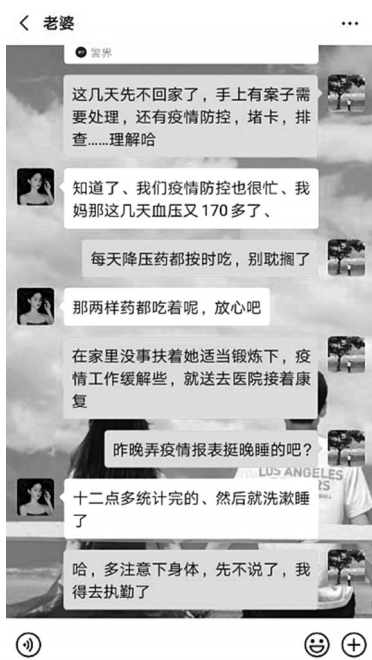 老婆
警界
这几天先不回家了，手上有案子需
要处理，还有疫情防控，堵卡，排
查......理解哈
知道了、我们疫情防控也很忙、我
妈那这几天血压又170多了、
每天降压药都按时吃，别耽搁了
那两样药都吃着呢，放心吧
在家里没事扶着她适当锻炼下，疫
情工作缓解些，就送去医院接着康
复
昨晚弄疫情报表挺晚睡的吧?
LOS ANGELES
十二点多统计完的、然后就洗漱睡
了
哈，多注意下身体，先不说了，我
得去执勤了